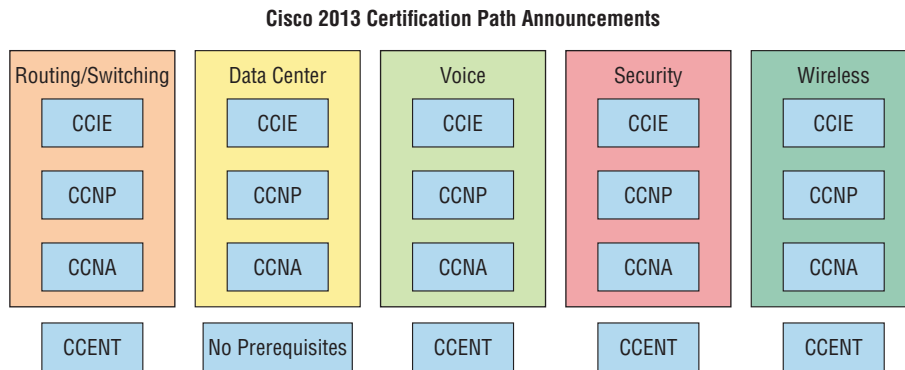 Cisco 2013 Certification Path Announcements
Routing/Switching
CCIE
CCNP
CCNA
CCENT
Data Center
CCIE
CCNP
CCNA
No Prerequisites
Voice
CCIE
CCNP
CCNA
CCENT
Security
CCIE
CCNP
CCNA
CCENT
Wireless
CCIE
CCNP
CCNA
CCENT